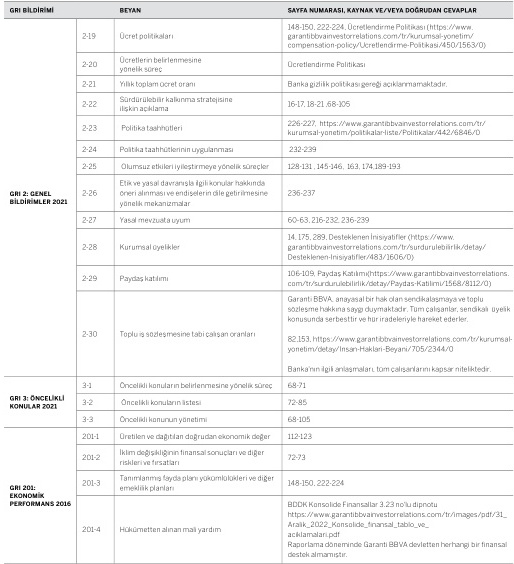 GRI BİLDİRİMİ BEYAN SAYFA NUMARASI, KAYNAK VE/VEYA DOĞRUDAN CEVAPLAR
GRI 2: GENEL
BİLDİRİMLER 2021
2-19 Ücret politikaları
148-150, 222-224, Ücretlendirme Politikası (https://www.
garantibbvainvestorrelations.com/tr/kurumsal-yonetim/
compensation-policy/Ucretlendirme-Politikasi/450/1563/0)
2-20 Ücretlerin belirlenmesine
yönelik süreç
Ücretlendirme Politikası
2-21 Yıllık toplam ücret oranı Banka gizlilik politikası gereği açıklanmamaktadır.
2-22 Sürdürülebilir kalkınma stratejisine
ilişkin açıklama
16-17, 18-21 ,68-105
2-23 Politika taahhütleri
226-227, https://www.garantibbvainvestorrelations.com/tr/
kurumsal-yonetim/politikalar-liste/Politikalar/442/6846/0
2-24 Politika taahhütlerinin uygulanması 232-239
2-25 Olumsuz etkileri iyileştirmeye yönelik süreçler 128-131 ,145-146, 163, 174,189-193
2-26 Etik ve yasal davranışla ilgili konular hakkında
öneri alınması ve endişelerin dile getirilmesine
yönelik mekanizmalar
236-237
2-27 Yasal mevzuata uyum 60-63, 216-232, 236-239
2-28 Kurumsal üyelikler
14, 175, 289, Desteklenen İnisiyatifler (https://www.
garantibbvainvestorrelations.com/tr/surdurulebilirlik/detay/
Desteklenen-Inisiyatifler/483/1606/0)
2-29 Paydaş katılımı
106-109, Paydaş Katılımı(https://www.garantibbvainvestorrelations.
com/tr/surdurulebilirlik/detay/Paydas-Katilimi/1568/8112/0)
2-30 Toplu iş sözleşmesine tabi çalışan oranları
Garanti BBVA, anayasal bir hak olan sendikalaşmaya ve toplu
sözleşme hakkına saygı duymaktadır. Tüm çalışanlar, sendikalı üyelik
konusunda serbesttir ve hür iradeleriyle hareket ederler.
82,153, https://www.garantibbvainvestorrelations.com/tr/kurumsal-
yonetim/detay/Insan-Haklari-Beyani/705/2344/0
Banka'nın ilgili anlaşmaları, tüm çalışanlarını kapsar niteliktedir.
GRI 3: ÖNCELİKLİ
KONULAR 2021
3-1 Öncelikli konuların belirlenmesine yönelik süreç 68-71
3-2 Öncelikli konuların listesi 72-85
3-3 Öncelikli konunun yönetimi 68-105
GRI 201:
EKONOMİK
PERFORMANS 2016
201-1 Üretilen ve dağıtılan doğrudan ekonomik değer 112-123
201-2 İklim değişikliğinin finansal sonuçları ve diğer
riskleri ve fırsatları
72-73
201-3 Tanımlanmış fayda planı yükümlülükleri ve diğer
emeklilik planları
148-150, 222-224
201-4 Hükümetten alınan mali yardım
BDDK Konsolide Finansallar 3.23 no'lu dipnotu
https://www.garantibbvainvestorrelations.com/tr/images/pdf/31_
Aralik_2022_Konsolide_finansal_tablo_ve_
aciklamalari.pdf
Raporlama döneminde Garanti BBVA devletten herhangi bir finansal
destek almamıştır.